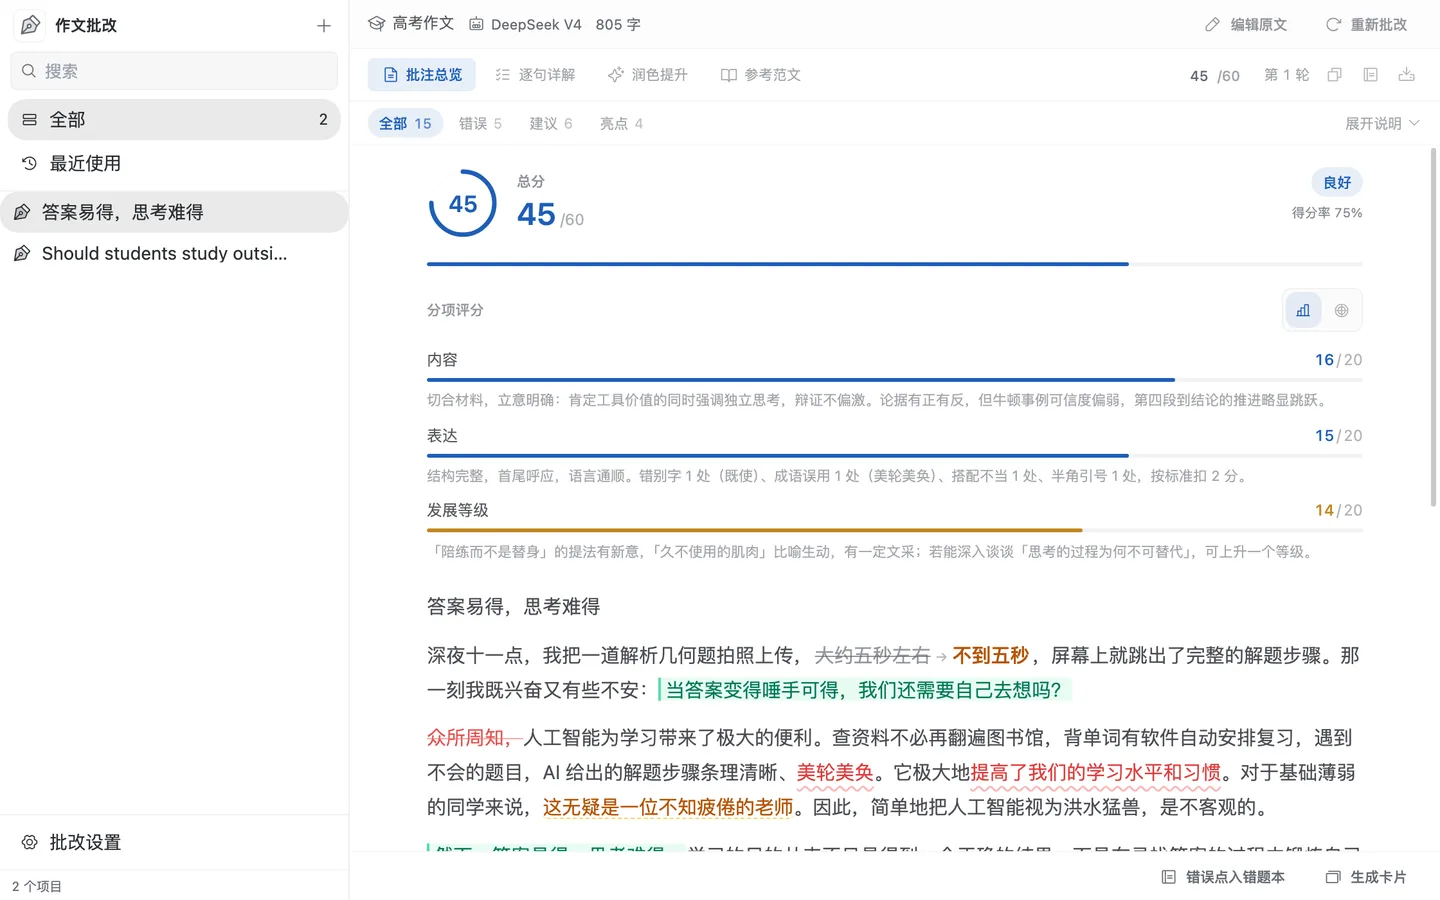 作文批改
搜索
全部 2
最近使用
答案易得，思考难得
Should students study outsi...
批改设置
2 个项目
高考作文 DeepSeek V4 805 字 编辑原文 重新批改
批注总览 逐句详解 润色提升 参考范文 45 /60 第 1 轮
全部 15 错误 5 建议 6 亮点 4 展开说明
45 总分 45 /60 良好 得分率 75%
分项评分
内容 16 / 20
切合材料，立意明确：肯定工具价值的同时强调独立思考，辩证不偏激。论据有正有反，但牛顿事例可信度偏弱，第四段到结论的推进略显跳跃。
表达 15 / 20
结构完整，首尾呼应，语言通顺。错别字 1 处（既使）、成语误用 1 处（美轮美奂）、搭配不当 1 处、半角引号 1 处，按标准扣 2 分。
发展等级 14 / 20
「陪练而不是替身」的提法有新意，「久不使用的肌肉」比喻生动，有一定文采；若能深入谈谈「思考的过程为何不可替代」，可上升一个等级。
答案易得，思考难得
深夜十一点，我把一道解析几何题拍照上传，大约五秒左右 → 不到五秒，屏幕上就跳出了完整的解题步骤。那
一刻我既兴奋又有些不安：当答案变得唾手可得，我们还需要自己去想吗？
众所周知，人工智能为学习带来了极大的便利。查资料不必再翻遍图书馆，背单词有软件自动安排复习，遇到
不会的题目，AI 给出的解题步骤条理清晰、美轮美奂。它极大地提高了我们的学习水平和习惯。对于基础薄弱
的同学来说，这无疑是一位不知疲倦的老师。因此，简单地把人工智能视为洪水猛兽，是不客观的。
错误点入错题本 生成卡片